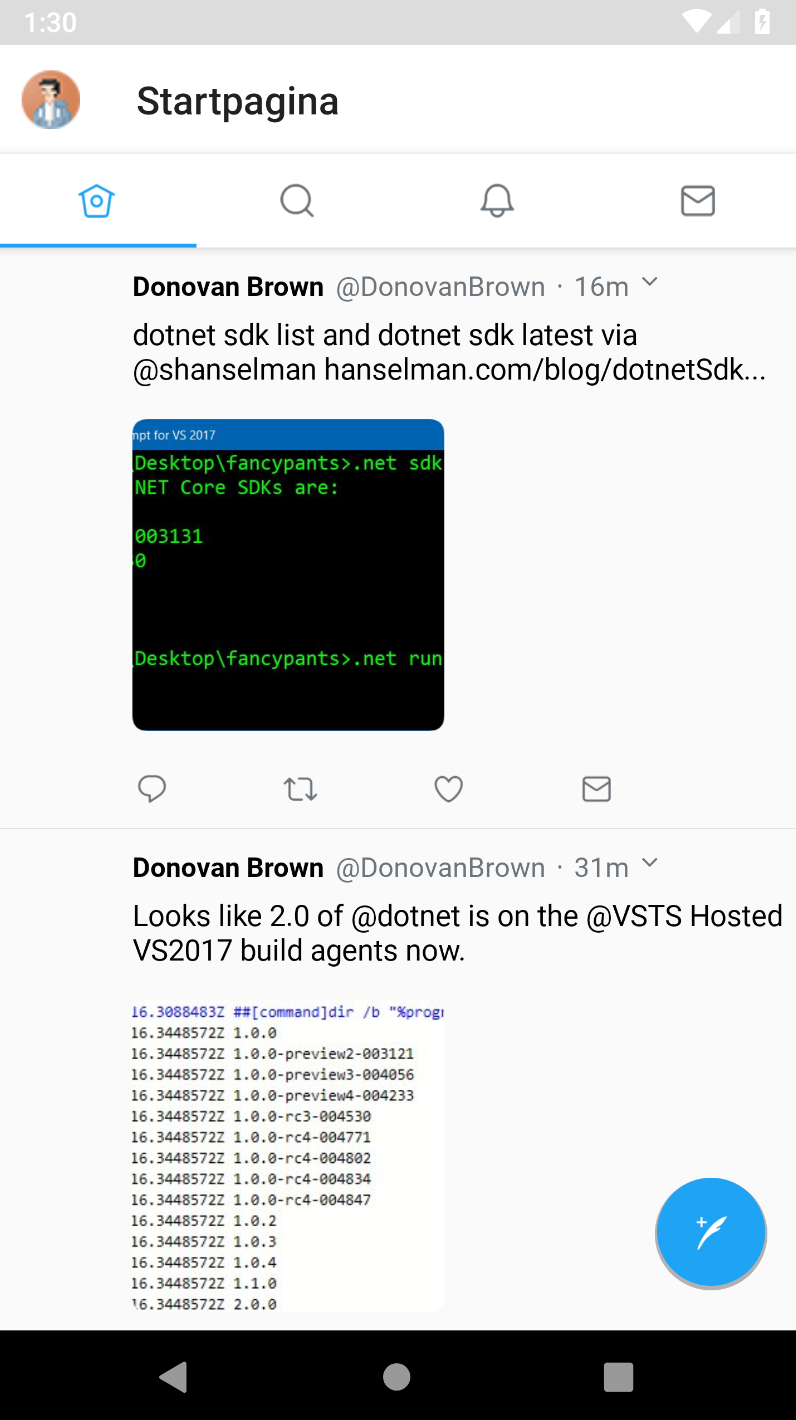 1:30
Startpagina
Donovan Brown @DonovanBrown · 16m
dotnet sdk list and dotnet sdk latest via
@shanselman hanselman.com/blog/dotnetSdk...
mpt for VS 2017
\Desktop\fancypants>.net sdk
NET Core SDKs are:
003131
0
\Desktop\fancypants>.net run
Donovan Brown @DonovanBrown · 31m
Looks like 2.0 of @dotnet is on the @VSTS Hosted
VS2017 build agents now.
16.3088483Z ##[command]dir /b "%progr
16.3448572Z 1.0.0
16.3448572Z 1.0.0-preview2-003121
16.3448572Z 1.0.0-preview3-004056
16.3448572Z 1.0.0-preview4-004233
16.3448572Z 1.0.0-rc3-004530
16.3448572Z 1.0.0-rc4-004771
16.3448572Z 1.0.0-rc4-004802
16.3448572Z 1.0.0-rc4-004834
16.3448572Z 1.0.0-rc4-004847
16.3448572Z 1.0.2
16.3448572Z 1.0.3
16.3448572Z 1.0.4
16.3448572Z 1.1.0
16.3448572Z 2.0.0